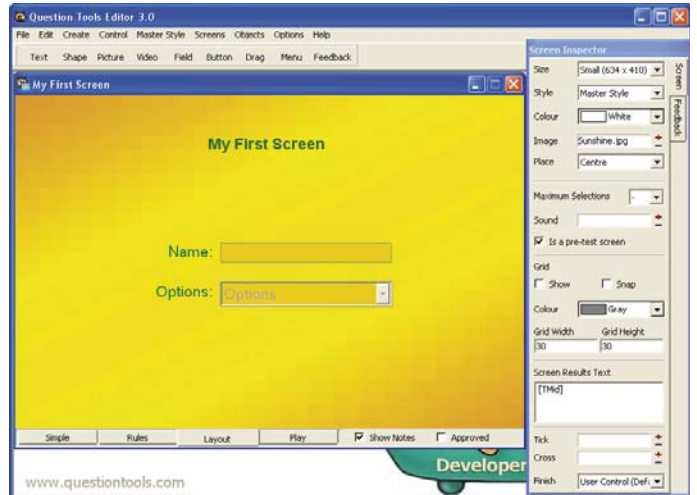 Question Tools Editor 3.0
File Edit Create Control Master Style Screens Objects Options Help
Text Shape Picture Video Field Button Drag Menu Feedback
My First Screen
My First Screen
Name:
Options: Options
Simple Rules Layout Play Show Notes Approved
Developer
www.questiontools.com
Screen Inspector
Screen
Feedback
Size Small (634 x 410)
Style Master Style
Colour White
Image Sunshine.jpg
Place Centre
Maximum Selections -
Sound
Is a pre-test screen
Grid
Show Snap
Colour Gray
Grid Width Grid Height
30 30
Screen Results Text
[TMid]
Tick
Cross
Finish User Control (Def